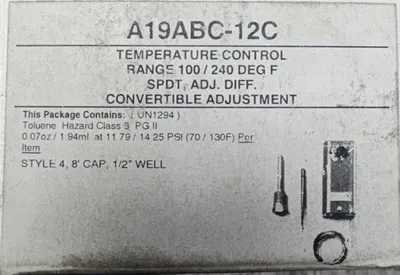 A19ABC-12C
TEMPERATURE CONTROL
RANGE 100 / 240 DEG F
SPDT, ADJ. DIFF.
CONVERTIBLE ADJUSTMENT
This Package Contains: ( UN1294 )
Toluene Hazard Class 3 PG II
0.07oz / 1.94ml at 11.79 / 14.25 PSI (70 / 130F) Per
Item
STYLE 4, 8' CAP, 1/2" WELL